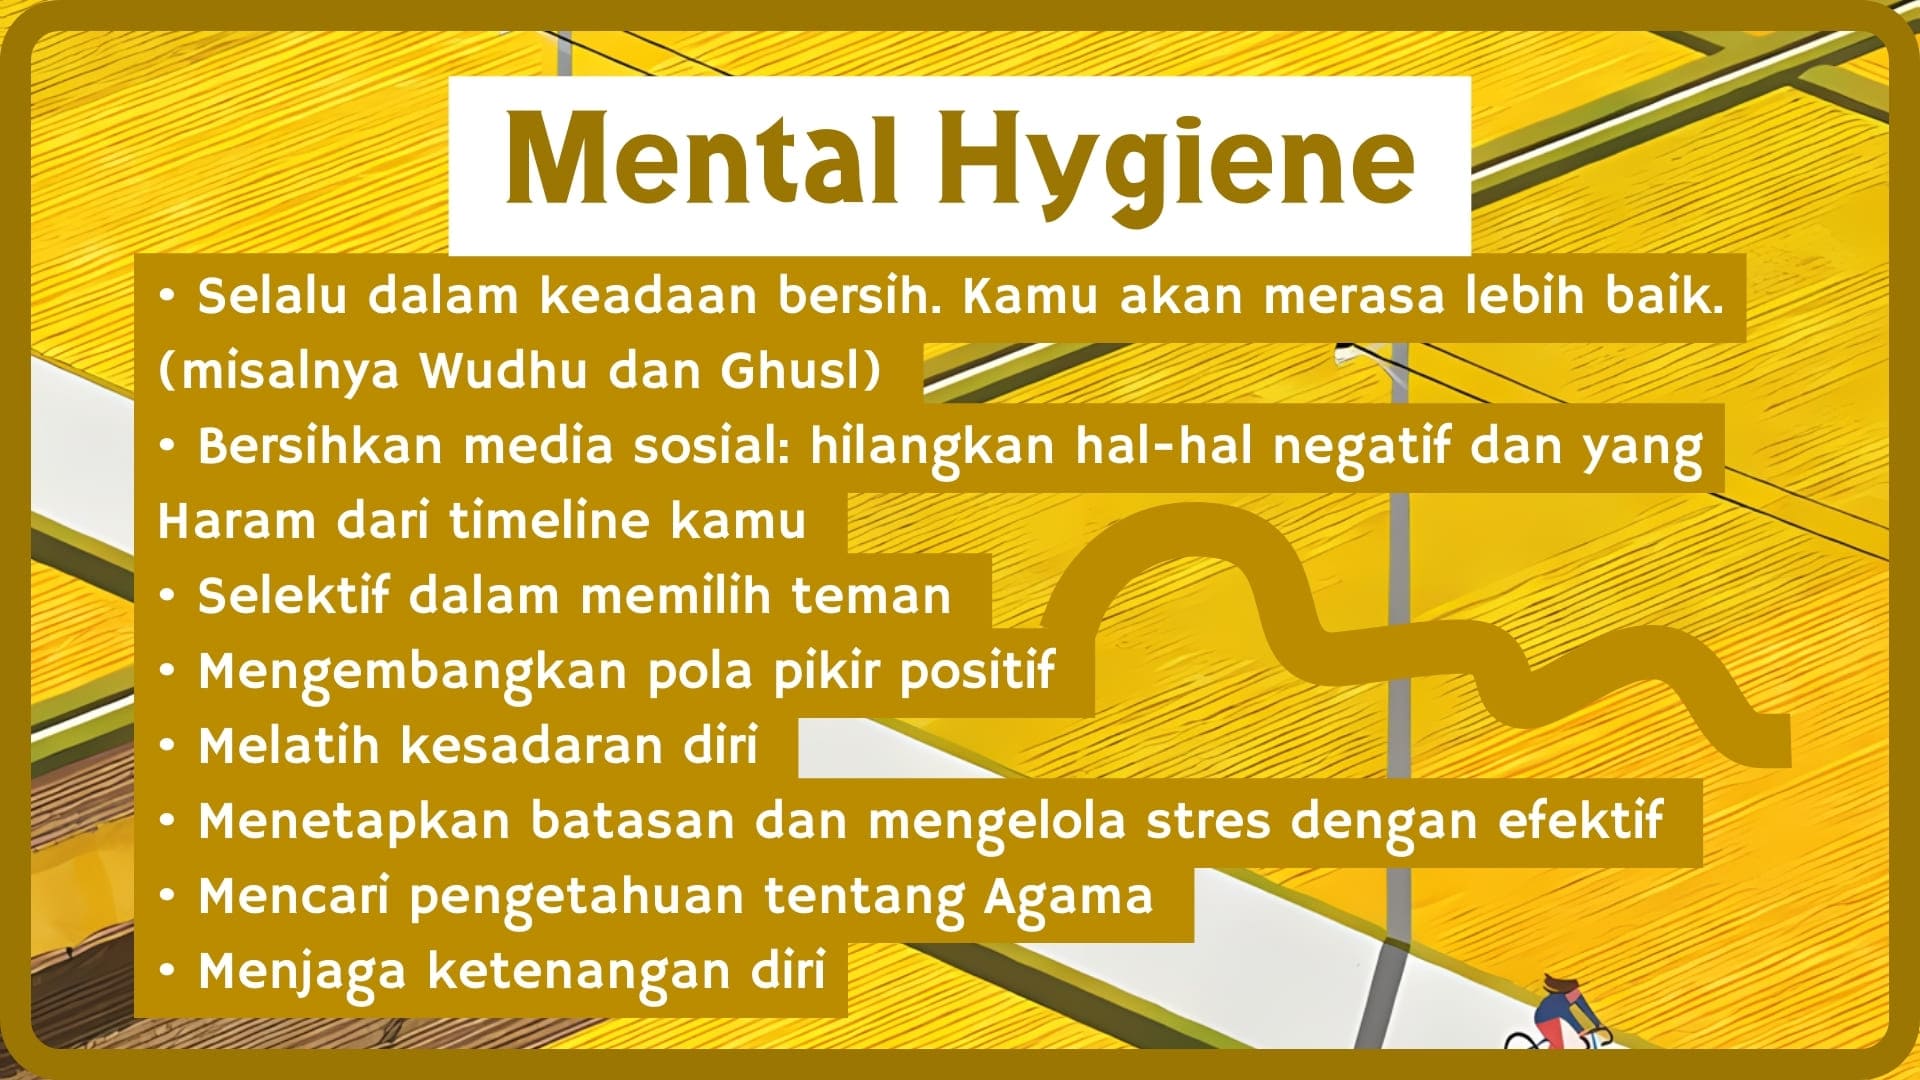 Mental Hygiene
• Selalu dalam keadaan bersih. Kamu akan merasa lebih baik.
(misalnya Wudhu dan Ghusl)
• Bersihkan media sosial: hilangkan hal-hal negatif dan yang
Haram dari timeline kamu
• Selektif dalam memilih teman
• Mengembangkan pola pikir positif
• Melatih kesadaran diri
• Menetapkan batasan dan mengelola stres dengan efektif
• Mencari pengetahuan tentang Agama
• Menjaga ketenangan diri